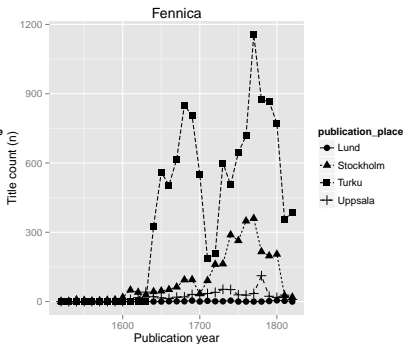 Fennica
1200
900
600
300
0
Title count (n)
1600
1700
1800
Publication year
publication_place
Lund
Stockholm
Turku
Uppsala